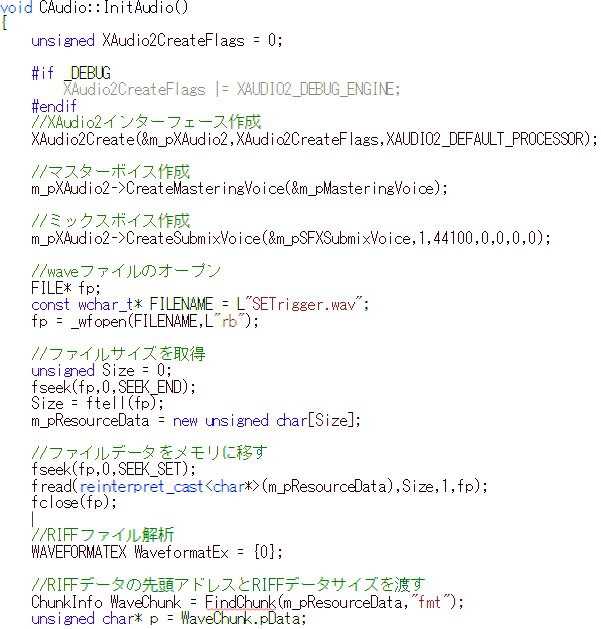 void CAudio::InitAudio()
{
unsigned XAudio2CreateFlags = 0;
#if _DEBUG
XAudio2CreateFlags |= XAUDIO2_DEBUG_ENGINE;
#endif
//XAudio2インターフェース作成
XAudio2Create(&m_pXAudio2,XAudio2CreateFlags,XAUDIO2_DEFAULT_PROCESSOR);
//マスターボイス作成
m_pXAudio2->CreateMasteringVoice(&m_pMasteringVoice);
//ミックスボイス作成
m_pXAudio2->CreateSubmixVoice(&m_pSFXSubmixVoice,1,44100,0,0,0,0);
//waveファイルのオープン
FILE* fp;
const wchar_t* FILENAME = L"SETrigger.wav";
fp = _wfopen(FILENAME,L"rb");
//ファイルサイズを取得
unsigned Size = 0;
fseek(fp,0,SEEK_END);
Size = ftell(fp);
m_pResourceData = new unsigned char[Size];
//ファイルデータをメモリに移す
fseek(fp,0,SEEK_SET);
fread(reinterpret_cast<char*>(m_pResourceData),Size,1,fp);
fclose(fp);
//RIFFファイル解析
WAVEFORMATEX WaveformatEx = {0};
//RIFFデータの先頭アドレスとRIFFデータサイズを渡す
ChunkInfo WaveChunk = FindChunk(m_pResourceData,"fmt");
unsigned char* p = WaveChunk.pData;